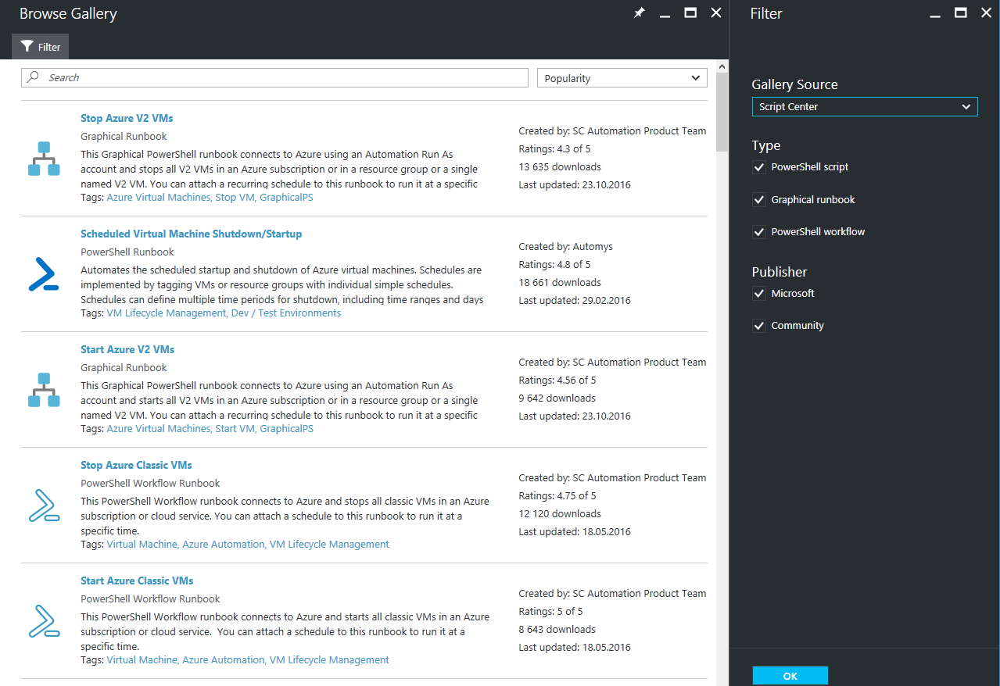 Browse Gallery
Filter
Search
Popularity
Stop Azure V2 VMs
Graphical Runbook
This Graphical PowerShell runbook connects to Azure using an Automation Run As
account and stops all V2 VMs in an Azure subscription or in a resource group or a single
named V2 VM. You can attach a recurring schedule to this runbook to run it at a specific
Tags: Azure Virtual Machines, Stop VM, GraphicalPS
Created by: SC Automation Product Team
Ratings: 4.3 of 5
13 635 downloads
Last updated: 23.10.2016
Scheduled Virtual Machine Shutdown/Startup
PowerShell Runbook
Automates the scheduled startup and shutdown of Azure virtual machines. Schedules are
implemented by tagging VMs or resource groups with individual simple schedules.
Schedules can define multiple time periods for shutdown, including time ranges and days
Tags: VM Lifecycle Management, Dev / Test Environments
Created by: Automys
Ratings: 4.8 of 5
18 661 downloads
Last updated: 29.02.2016
Start Azure V2 VMs
Graphical Runbook
This Graphical PowerShell runbook connects to Azure using an Automation Run As
account and starts all V2 VMs in an Azure subscription or in a resource group or a single
named V2 VM. You can attach a recurring schedule to this runbook to run it at a specific
Tags: Azure Virtual Machines, Start VM, GraphicalPS
Created by: SC Automation Product Team
Ratings: 4.56 of 5
9 642 downloads
Last updated: 23.10.2016
Stop Azure Classic VMs
PowerShell Workflow Runbook
This PowerShell Workflow runbook connects to Azure and stops all classic VMs in an Azure
subscription or cloud service. You can attach a schedule to this runbook to run it at a
specific time.
Tags: Virtual Machine, Azure Automation, VM Lifecycle Management
Created by: SC Automation Product Team
Ratings: 4.75 of 5
12 120 downloads
Last updated: 18.05.2016
Start Azure Classic VMs
PowerShell Workflow Runbook
This PowerShell Workflow runbook connects to Azure and starts all classic VMs in an Azure
subscription or cloud service.  You can attach a schedule to this runbook to run it at a
specific time.
Tags: Virtual Machine, Azure Automation, VM Lifecycle Management
Created by: SC Automation Product Team
Ratings: 5 of 5
8 643 downloads
Last updated: 18.05.2016
Filter
Gallery Source
Script Center
Type
PowerShell script
Graphical runbook
PowerShell workflow
Publisher
Microsoft
Community
OK